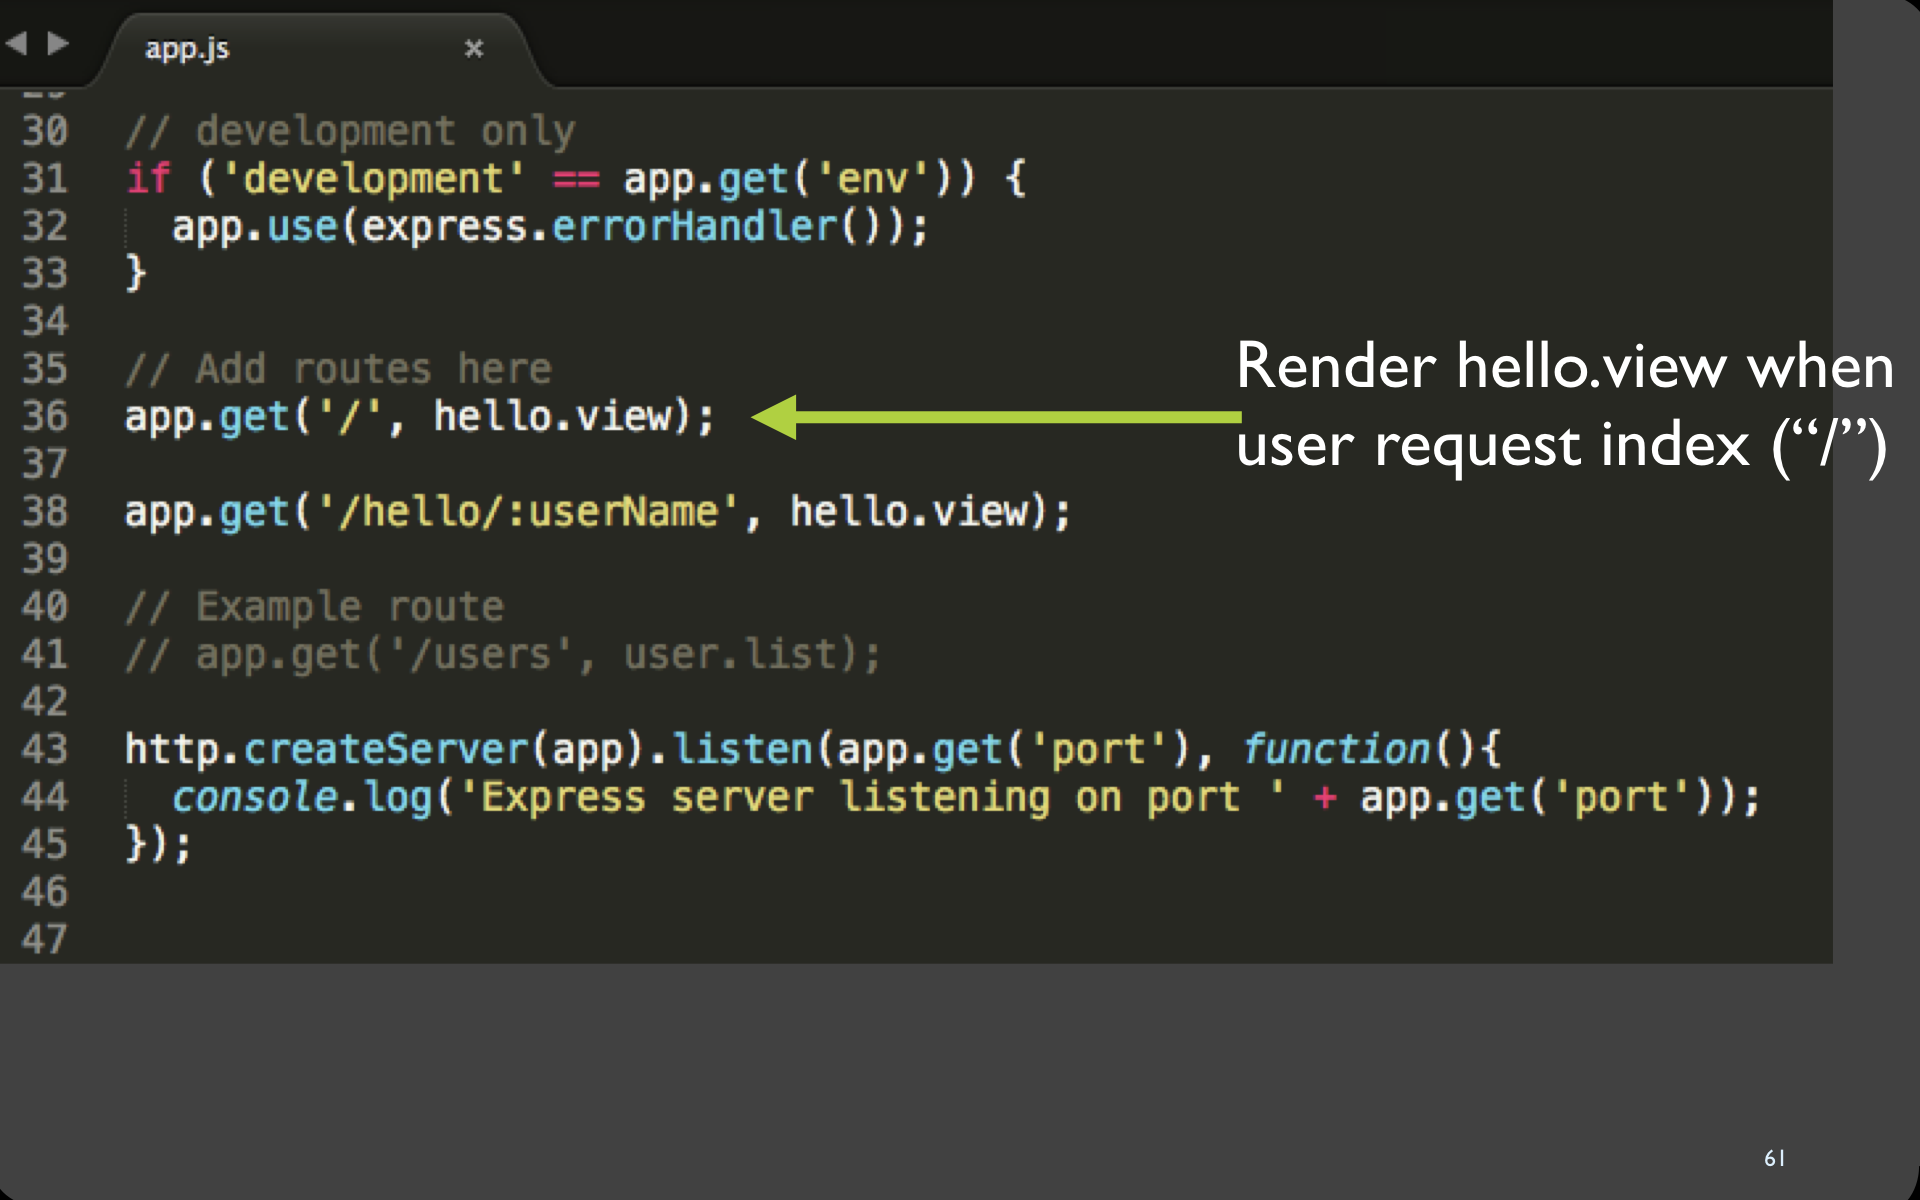 app.js ×
30 // development only
31 if ('development' == app.get('env')) {
32 app.use(express.errorHandler());
33 }
34
35 // Add routes here
36 app.get('/', hello.view);
Render hello.view when
user request index (“/”)
37
38 app.get('/hello/:userName', hello.view);
39
40 // Example route
41 // app.get('/users', user.list);
42
43 http.createServer(app).listen(app.get('port'), function(){
44 console.log('Express server listening on port ' + app.get('port'));
45 });
46
47
61